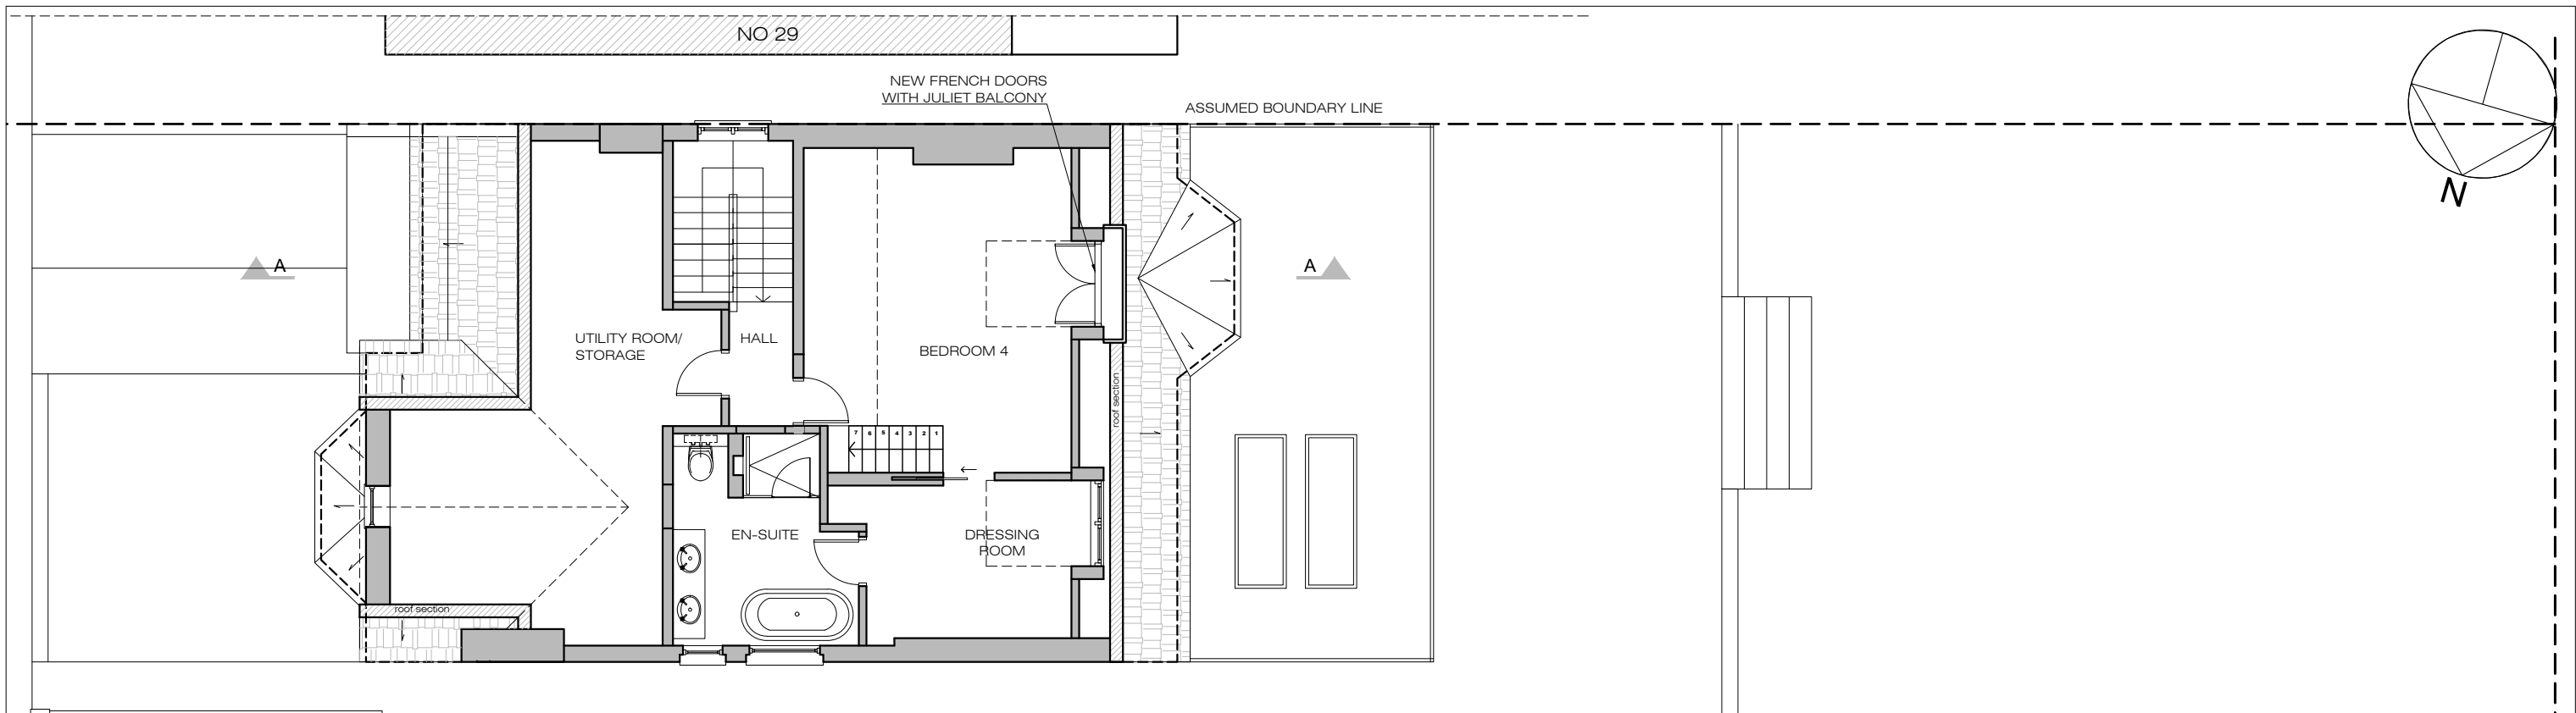 NO 29
NEW FRENCH DOORS
WITH JULIET BALCONY
ASSUMED BOUNDARY LINE
N
A
A
UTILITY ROOM/
STORAGE
HALL
BEDROOM 4
roof section
7 6 5 4 3 2 1
EN-SUITE
DRESSING
ROOM
roof section